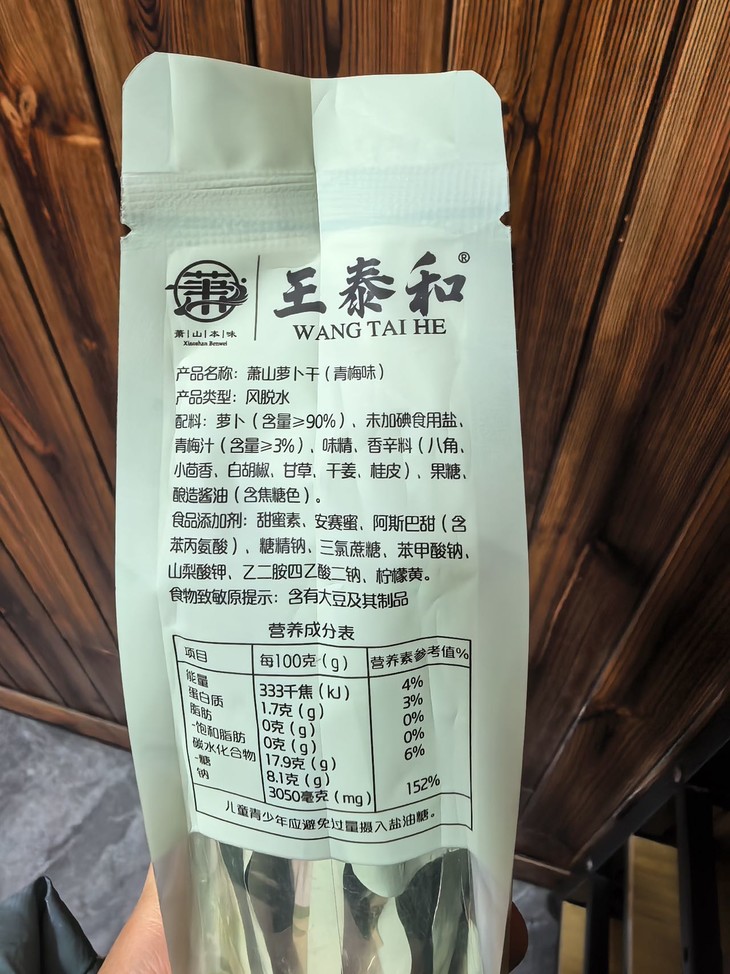 萧
王泰和®
萧|山|本|味
Xiaoshan Benwei
WANG TAI HE
产品名称：萧山萝卜干（青梅味）
产品类型：风脱水
配料：萝卜（含量≥90%）、未加碘食用盐、
青梅汁（含量≥3%）、味精、香辛料（八角、
小茴香、白胡椒、甘草、干姜、桂皮）、果糖、
酿造酱油（含焦糖色）。
食品添加剂：甜蜜素、安赛蜜、阿斯巴甜（含
苯丙氨酸）、糖精钠、三氯蔗糖、苯甲酸钠、
山梨酸钾、乙二胺四乙酸二钠、柠檬黄。
食物致敏原提示：含有大豆及其制品
营养成分表
项目 每100克（g） 营养素参考值%
能量 333千焦（kJ） 4%
蛋白质 1.7克（g） 3%
脂肪 0克（g） 0%
-饱和脂肪 0克（g） 0%
碳水化合物 17.9克（g） 6%
-糖 8.1克（g）
钠 3050毫克（mg） 152%
儿童青少年应避免过量摄入盐油糖。